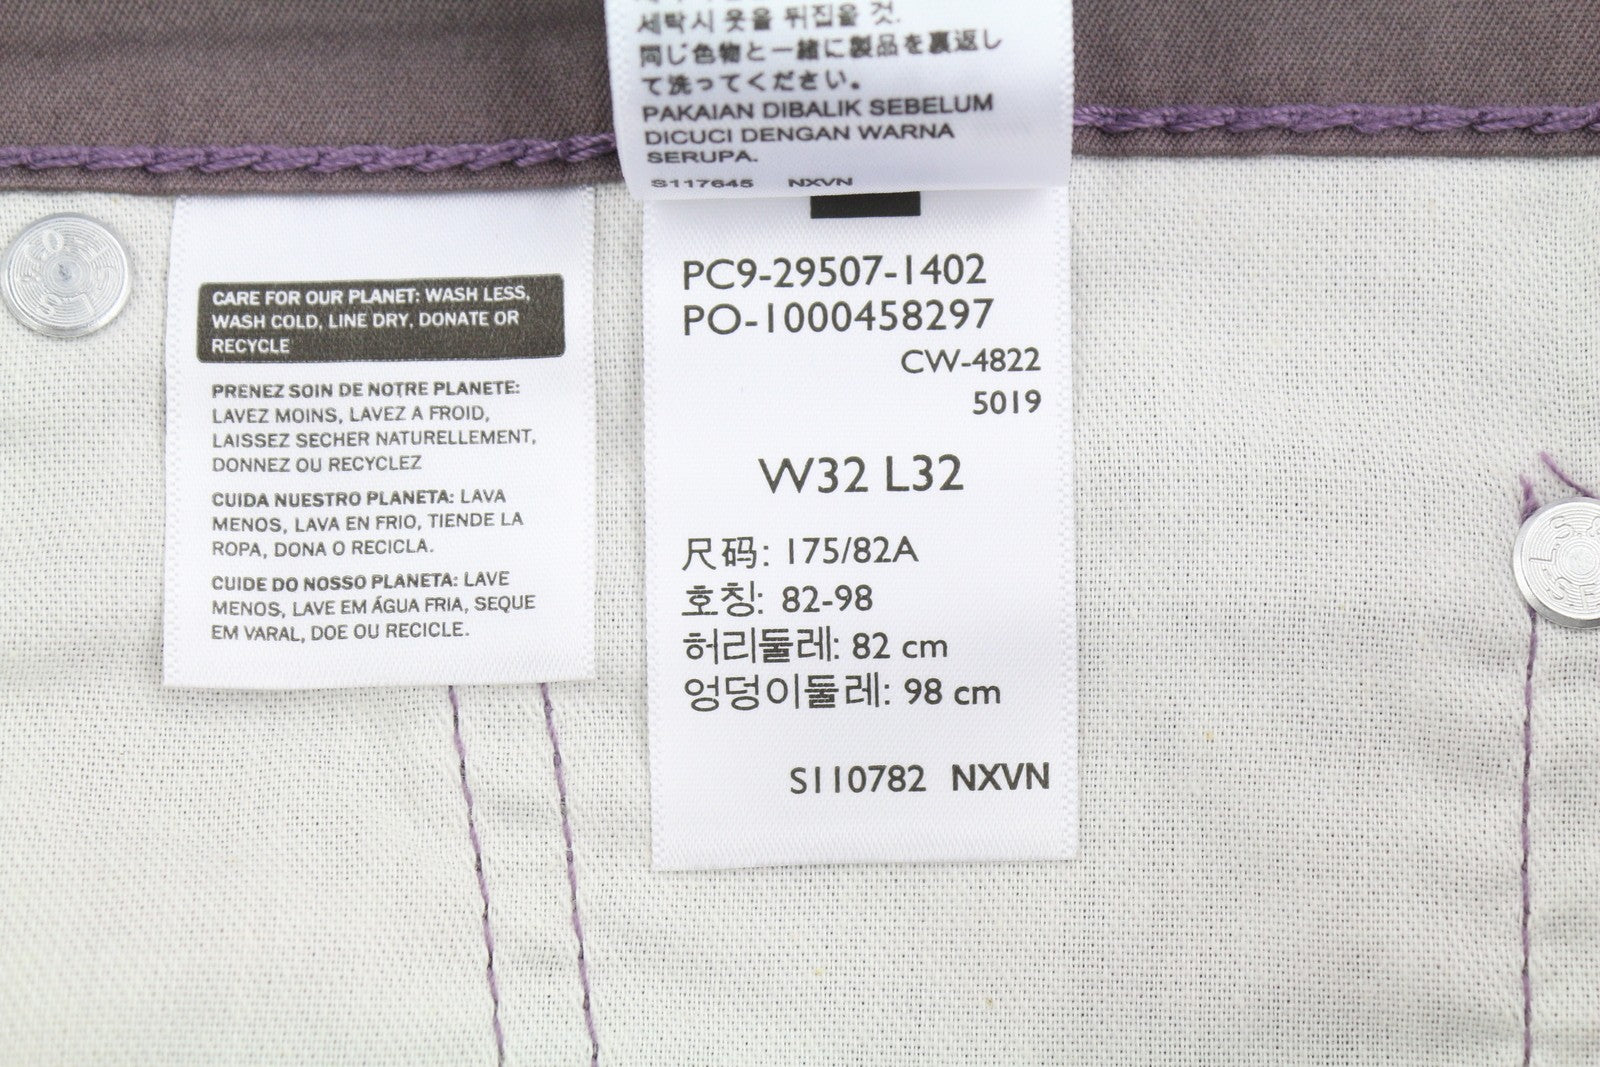 세탁시 옷을 뒤집을 것.
同じ色物と一緒に製品を裏返し
て洗ってください。
PAKAIAN DIBALIK SEBELUM
DICUCI DENGAN WARNA
SERUPA.
S117645 NXVN
CARE FOR OUR PLANET: WASH LESS,
WASH COLD, LINE DRY, DONATE OR
RECYCLE
PRENEZ SOIN DE NOTRE PLANETE:
LAVEZ MOINS, LAVEZ A FROID,
LAISSEZ SECHER NATURELLEMENT,
DONNEZ OU RECYCLEZ
CUIDA NUESTRO PLANETA: LAVA
MENOS, LAVA EN FRIO, TIENDE LA
ROPA, DONA O RECICLA.
CUIDE DO NOSSO PLANETA: LAVE
MENOS, LAVE EM ÁGUA FRIA, SEQUE
EM VARAL, DOE OU RECICLE.
PC9-29507-1402
PO-1000458297
CW-4822
5019
W32 L32
尺码: 175/82A
호칭: 82-98
허리둘레: 82 cm
엉덩이둘레: 98 cm
S110782 NXVN